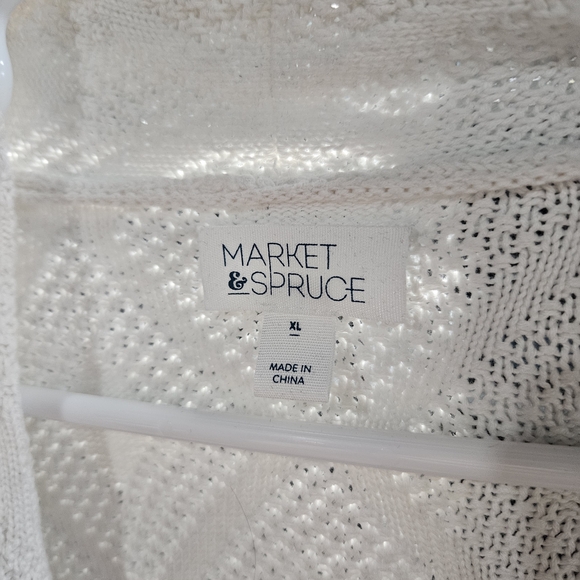 MARKET
&SPRUCE
XL
MADE IN
CHINA